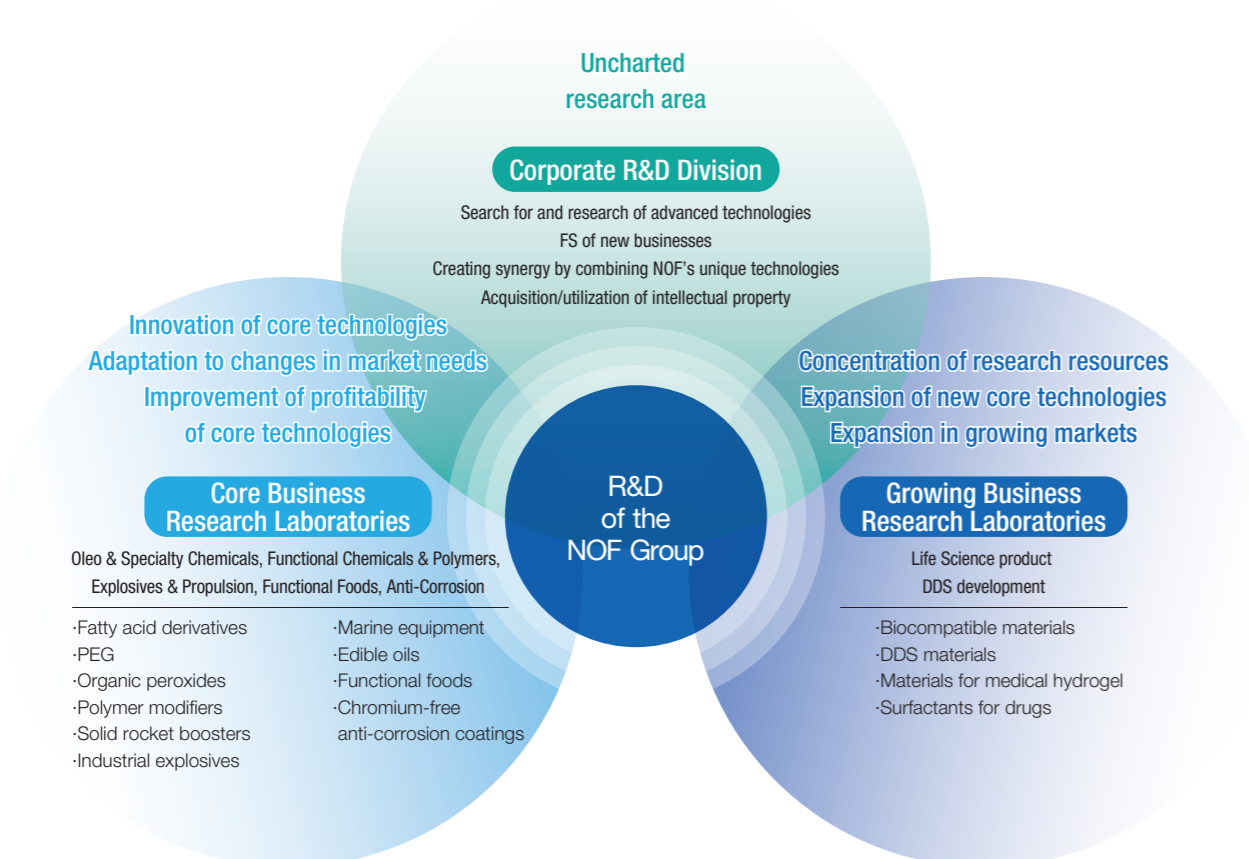 Uncharted
research area
Corporate R&D Division
Search for and research of advanced technologies
FS of new businesses
Creating synergy by combining NOF's unique technologies
Acquisition/utilization of intellectual property
Innovation of core technologies
Adaptation to changes in market needs
Improvement of profitability
of core technologies
Core Business
Research Laboratories
Oleo & Specialty Chemicals, Functional Chemicals & Polymers,
Explosives & Propulsion, Functional Foods, Anti-Corrosion
·Fatty acid derivatives
·PEG
·Organic peroxides
·Polymer modifiers
·Solid rocket boosters
·Industrial explosives
·Marine equipment
·Edible oils
·Functional foods
·Chromium-free
anti-corrosion coatings
R&D
of the
NOF Group
Concentration of research resources
Expansion of new core technologies
Expansion in growing markets
Growing Business
Research Laboratories
Life Science product
DDS development
·Biocompatible materials
·DDS materials
·Materials for medical hydrogel
·Surfactants for drugs